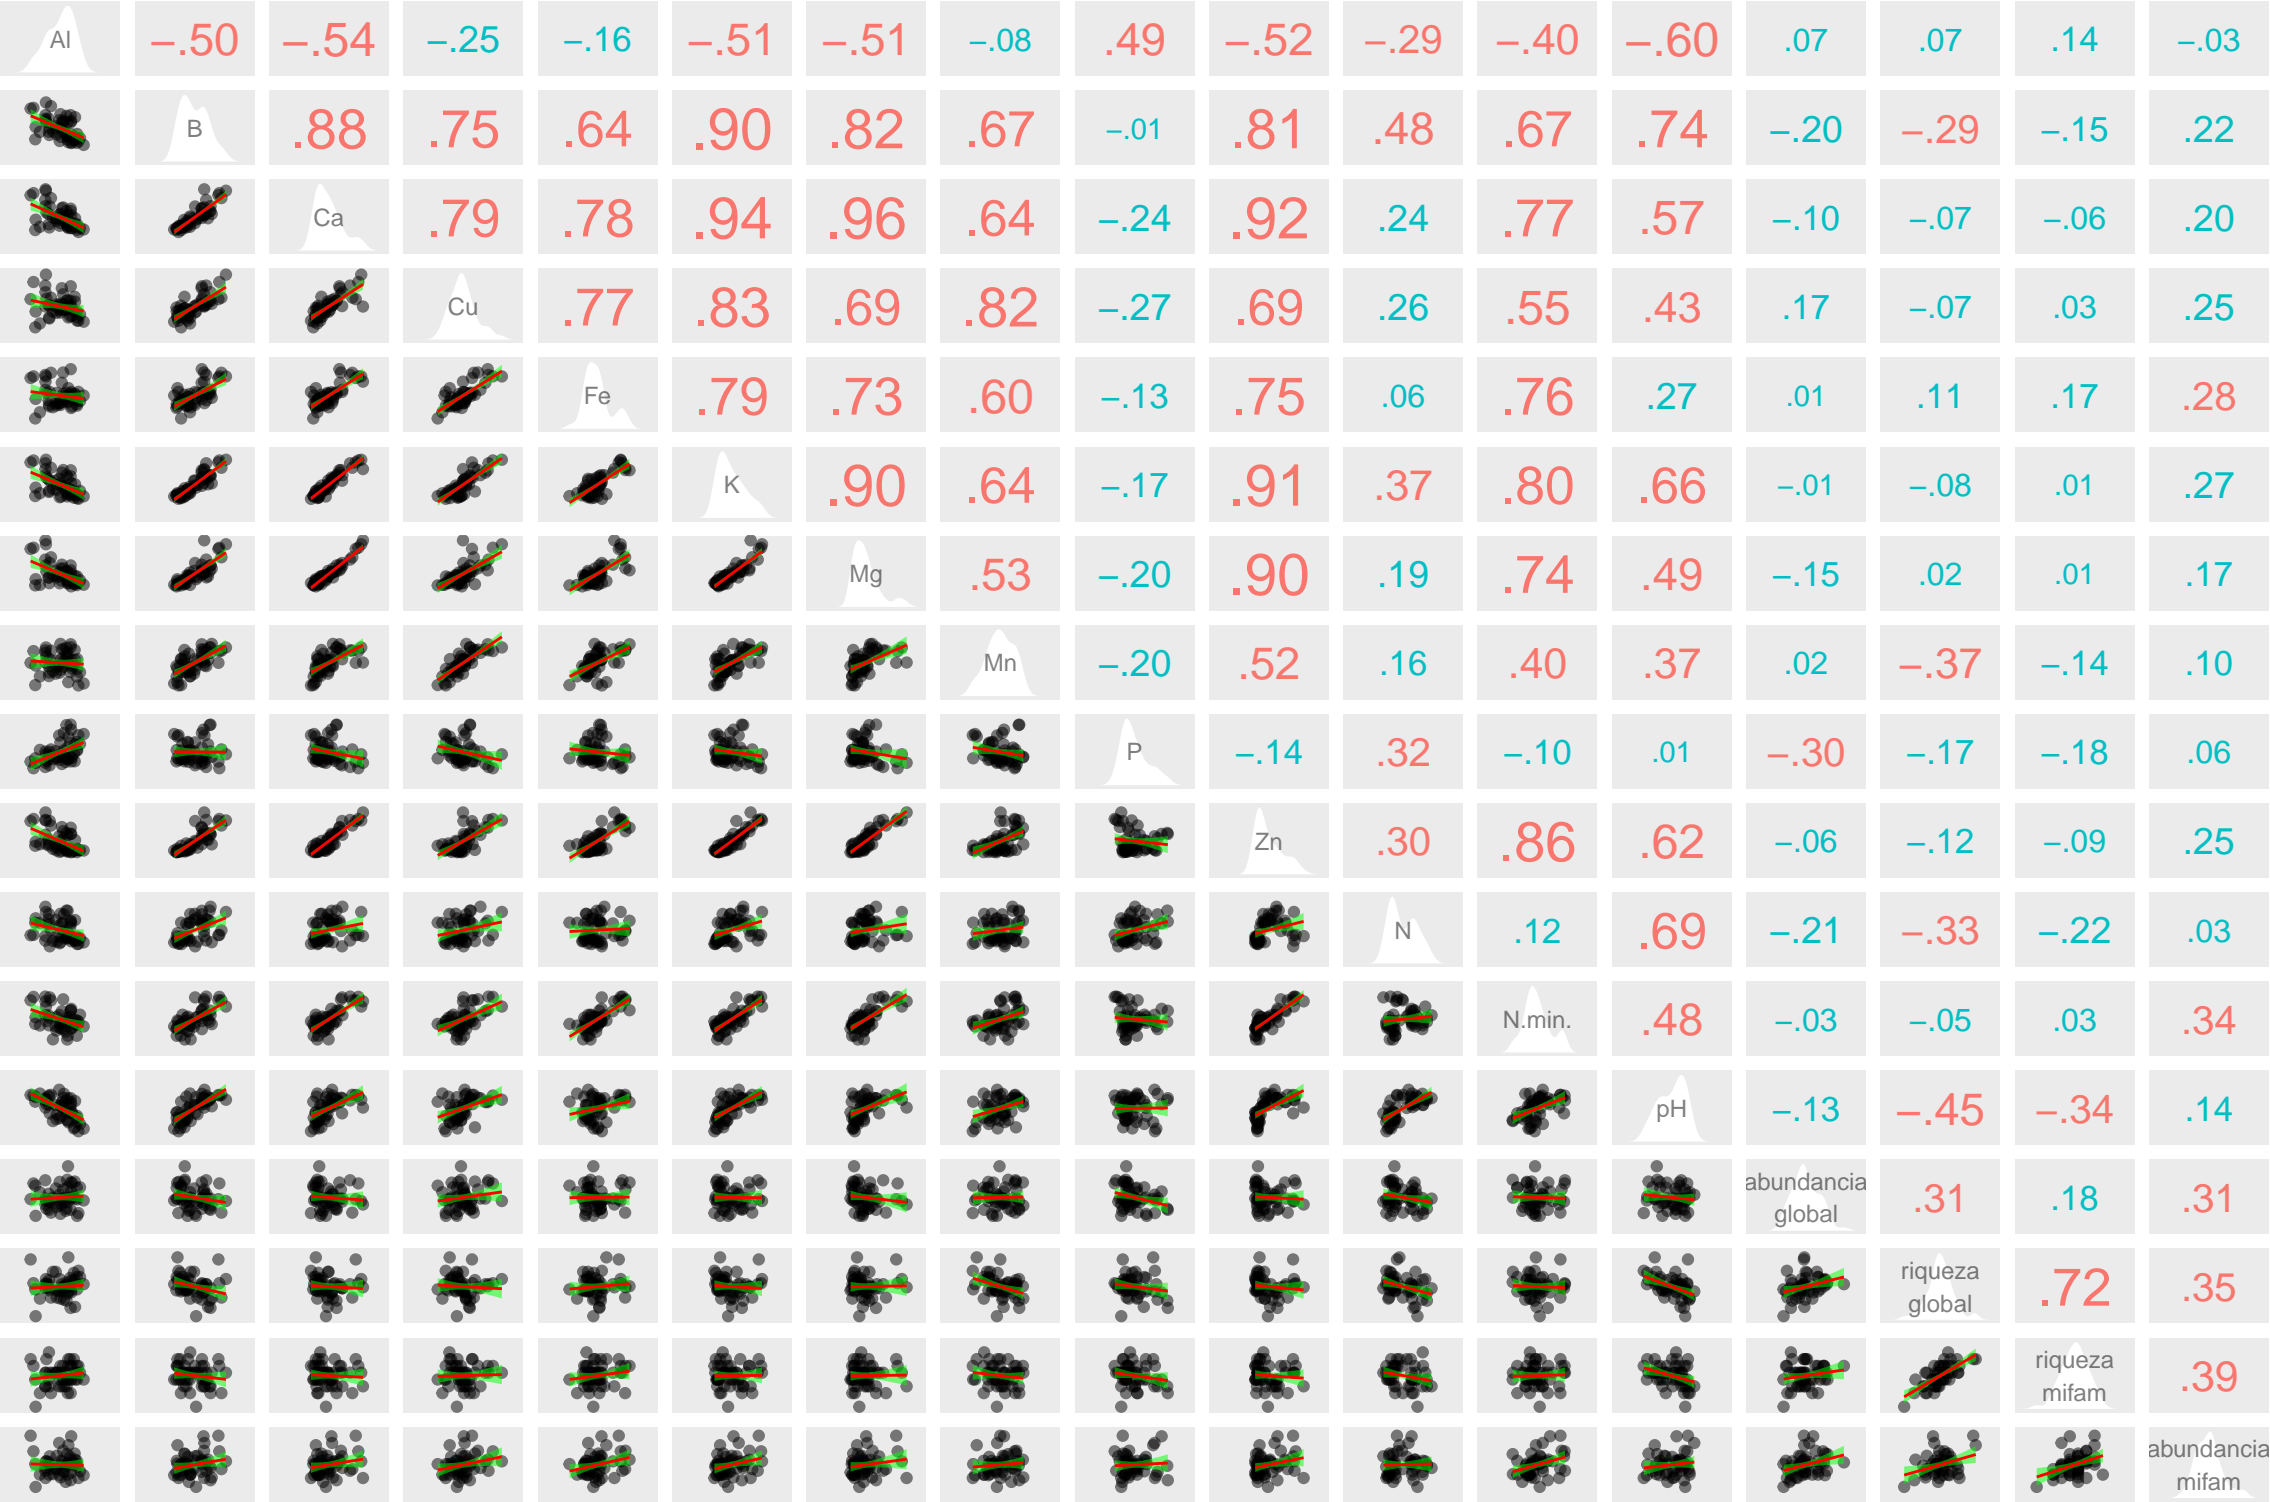 Al –.50 –.54 –.25 –.16 –.51 –.51 –.08 .49 –.52 –.29 –.40 –.60 .07 .07 .14 –.03
B .88 .75 .64 .90 .82 .67 –.01 .81 .48 .67 .74 –.20 –.29 –.15 .22
Ca .79 .78 .94 .96 .64 –.24 .92 .24 .77 .57 –.10 –.07 –.06 .20
Cu .77 .83 .69 .82 –.27 .69 .26 .55 .43 .17 –.07 .03 .25
Fe .79 .73 .60 –.13 .75 .06 .76 .27 .01 .11 .17 .28
K .90 .64 –.17 .91 .37 .80 .66 –.01 –.08 .01 .27
Mg .53 –.20 .90 .19 .74 .49 –.15 .02 .01 .17
Mn –.20 .52 .16 .40 .37 .02 –.37 –.14 .10
P –.14 .32 –.10 .01 –.30 –.17 –.18 .06
Zn .30 .86 .62 –.06 –.12 –.09 .25
N .12 .69 –.21 –.33 –.22 .03
N.min. .48 –.03 –.05 .03 .34
pH –.13 –.45 –.34 .14
abundancia
global
.31 .18 .31
riqueza
global
.72 .35
riqueza
mifam
.39
abundancia
mifam